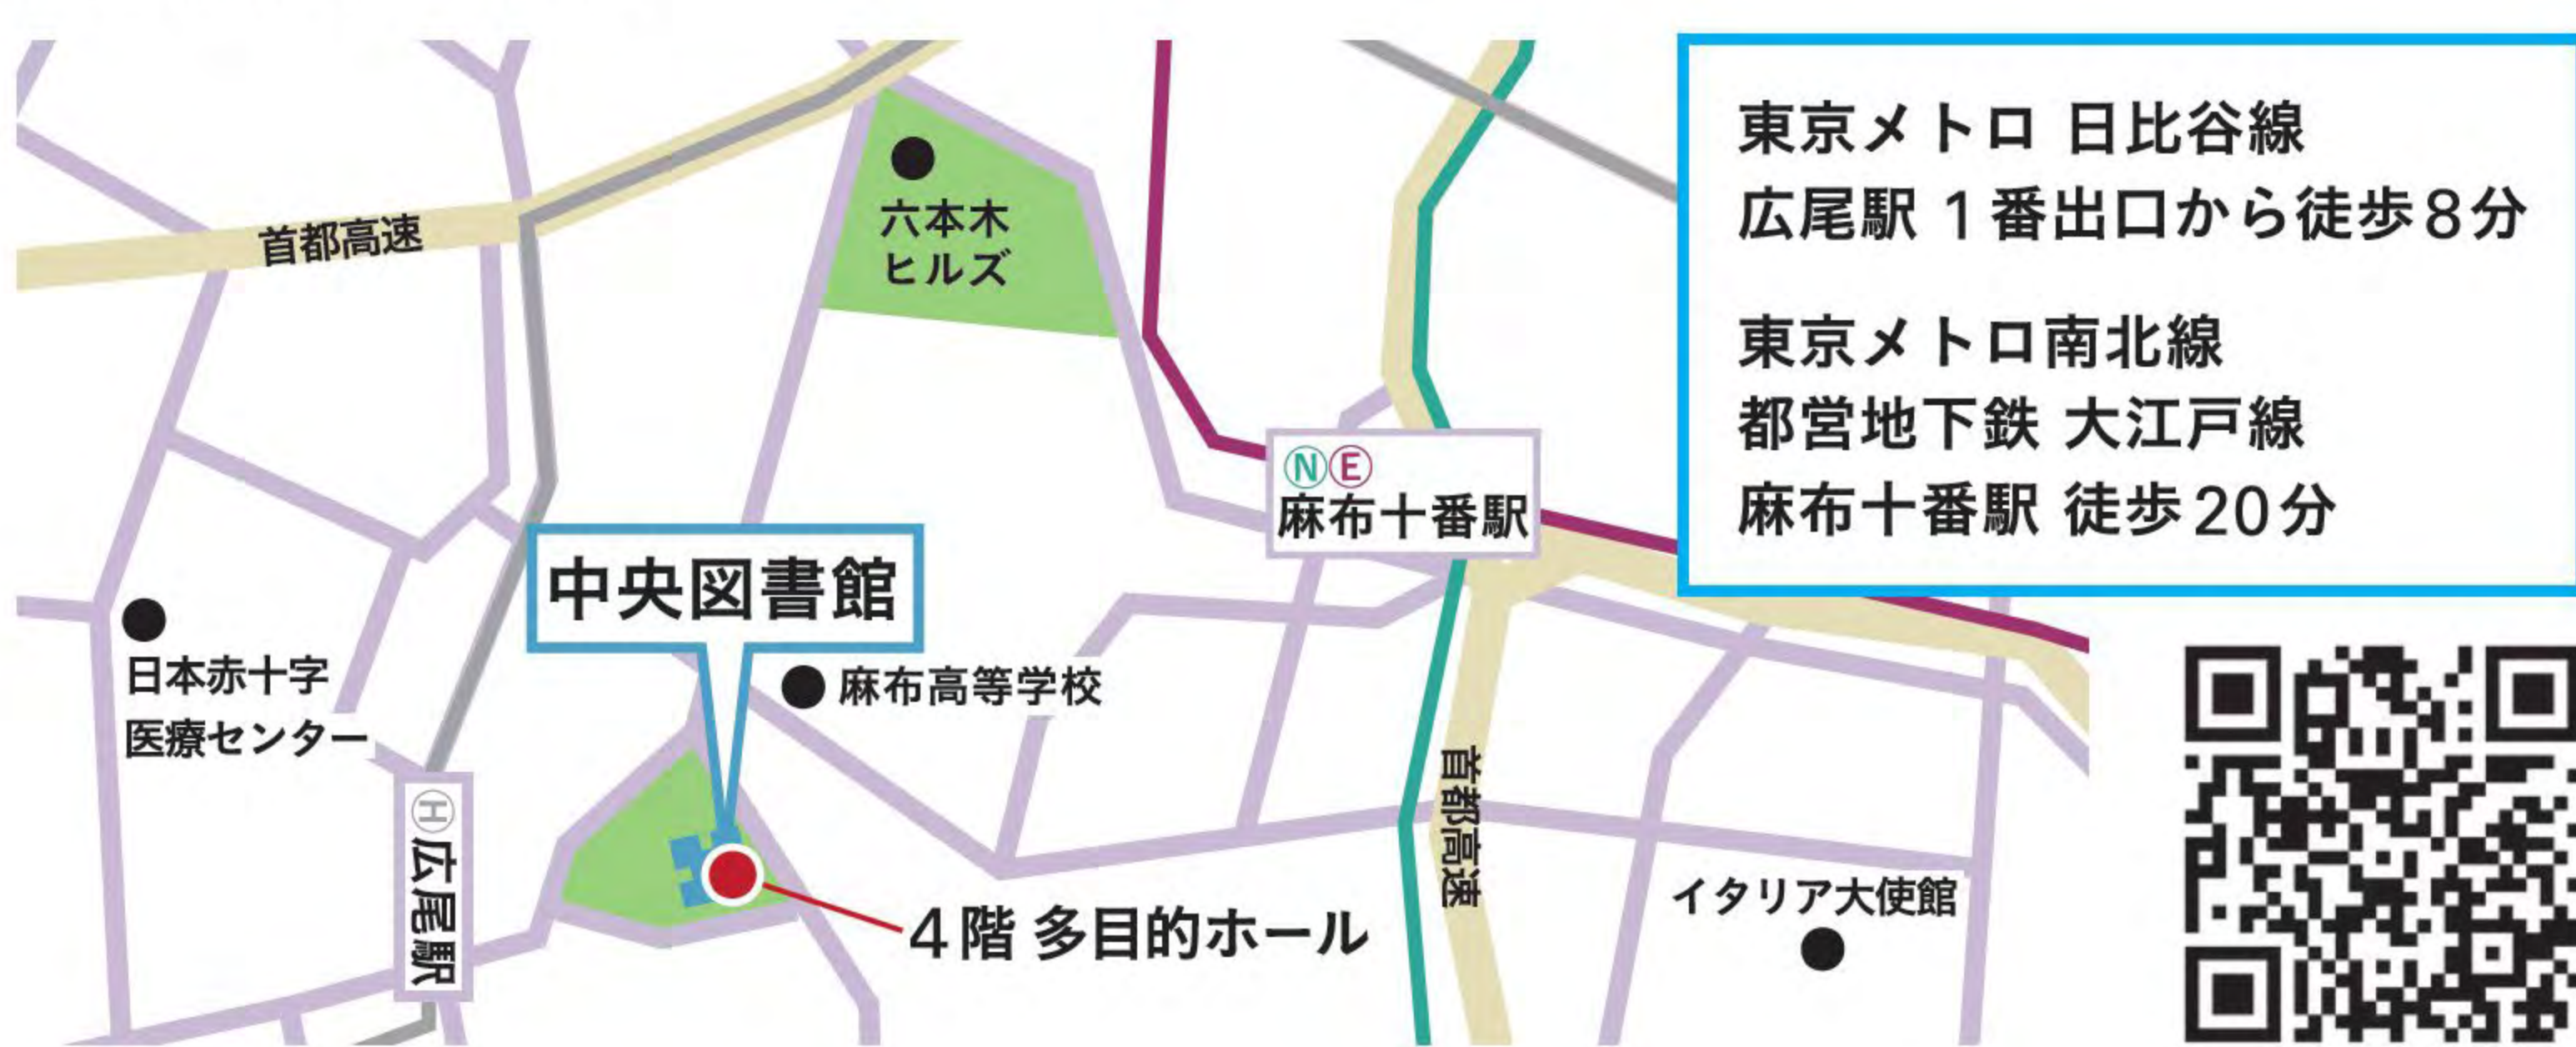 東京メトロ 日比谷線
広尾駅 1番出口から徒歩8分
東京メトロ南北線
都営地下鉄 大江戸線
麻布十番駅 徒歩20分
首都高速
六本木
ヒルズ
N E
麻布十番駅
中央図書館
日本赤十字
医療センター
麻布高等学校
H 広尾駅
4階 多目的ホール
首都高速
イタリア大使館